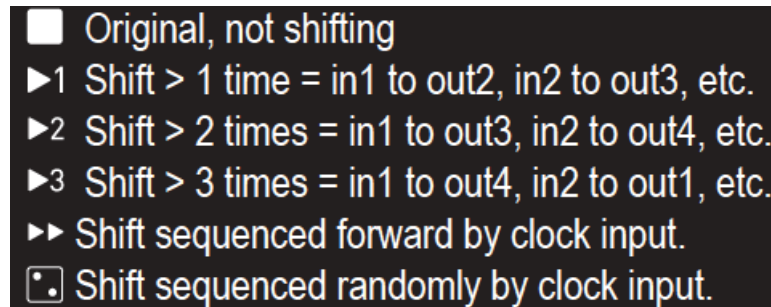 Original, not shifting
▶1 Shift > 1 time = in1 to out2, in2 to out3, etc.
▶2 Shift > 2 times = in1 to out3, in2 to out4, etc.
▶3 Shift > 3 times = in1 to out4, in2 to out1, etc.
▶▶ Shift sequenced forward by clock input.
Shift sequenced randomly by clock input.